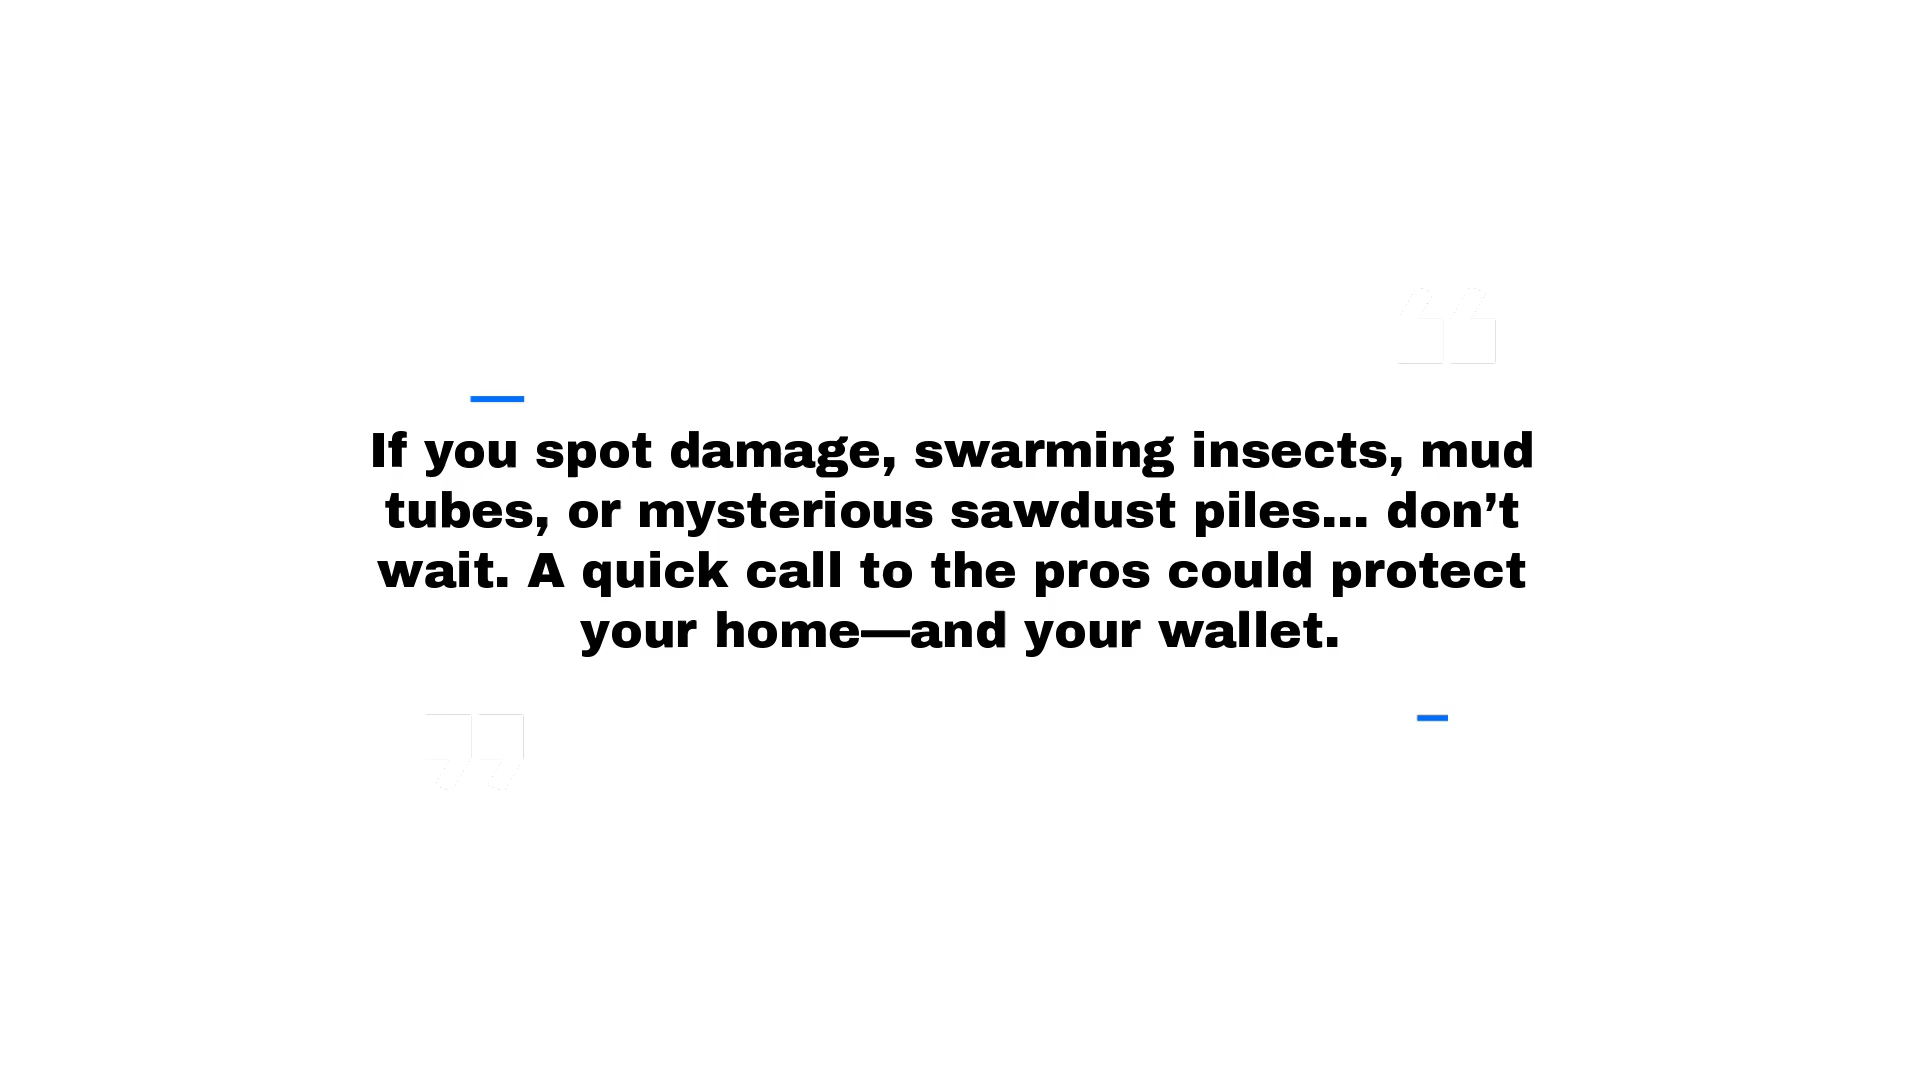 If you spot damage, swarming insects, mud
tubes, or mysterious sawdust piles... don’t
wait. A quick call to the pros could protect
your home—and your wallet.